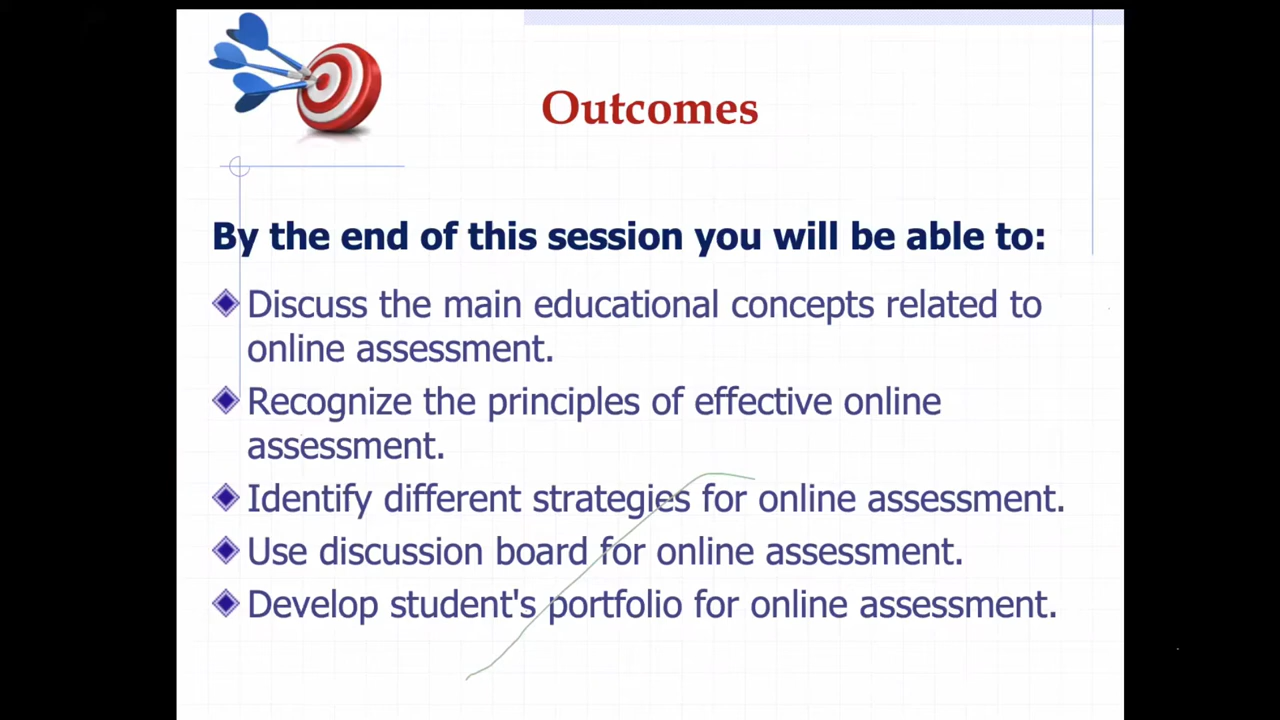 Outcomes
By the end of this session you will be able to:
Discuss the main educational concepts related to
online assessment.
Recognize the principles of effective online
assessment.
Identify different strategies for online assessment.
Use discussion board for online assessment.
Develop student's portfolio for online assessment.